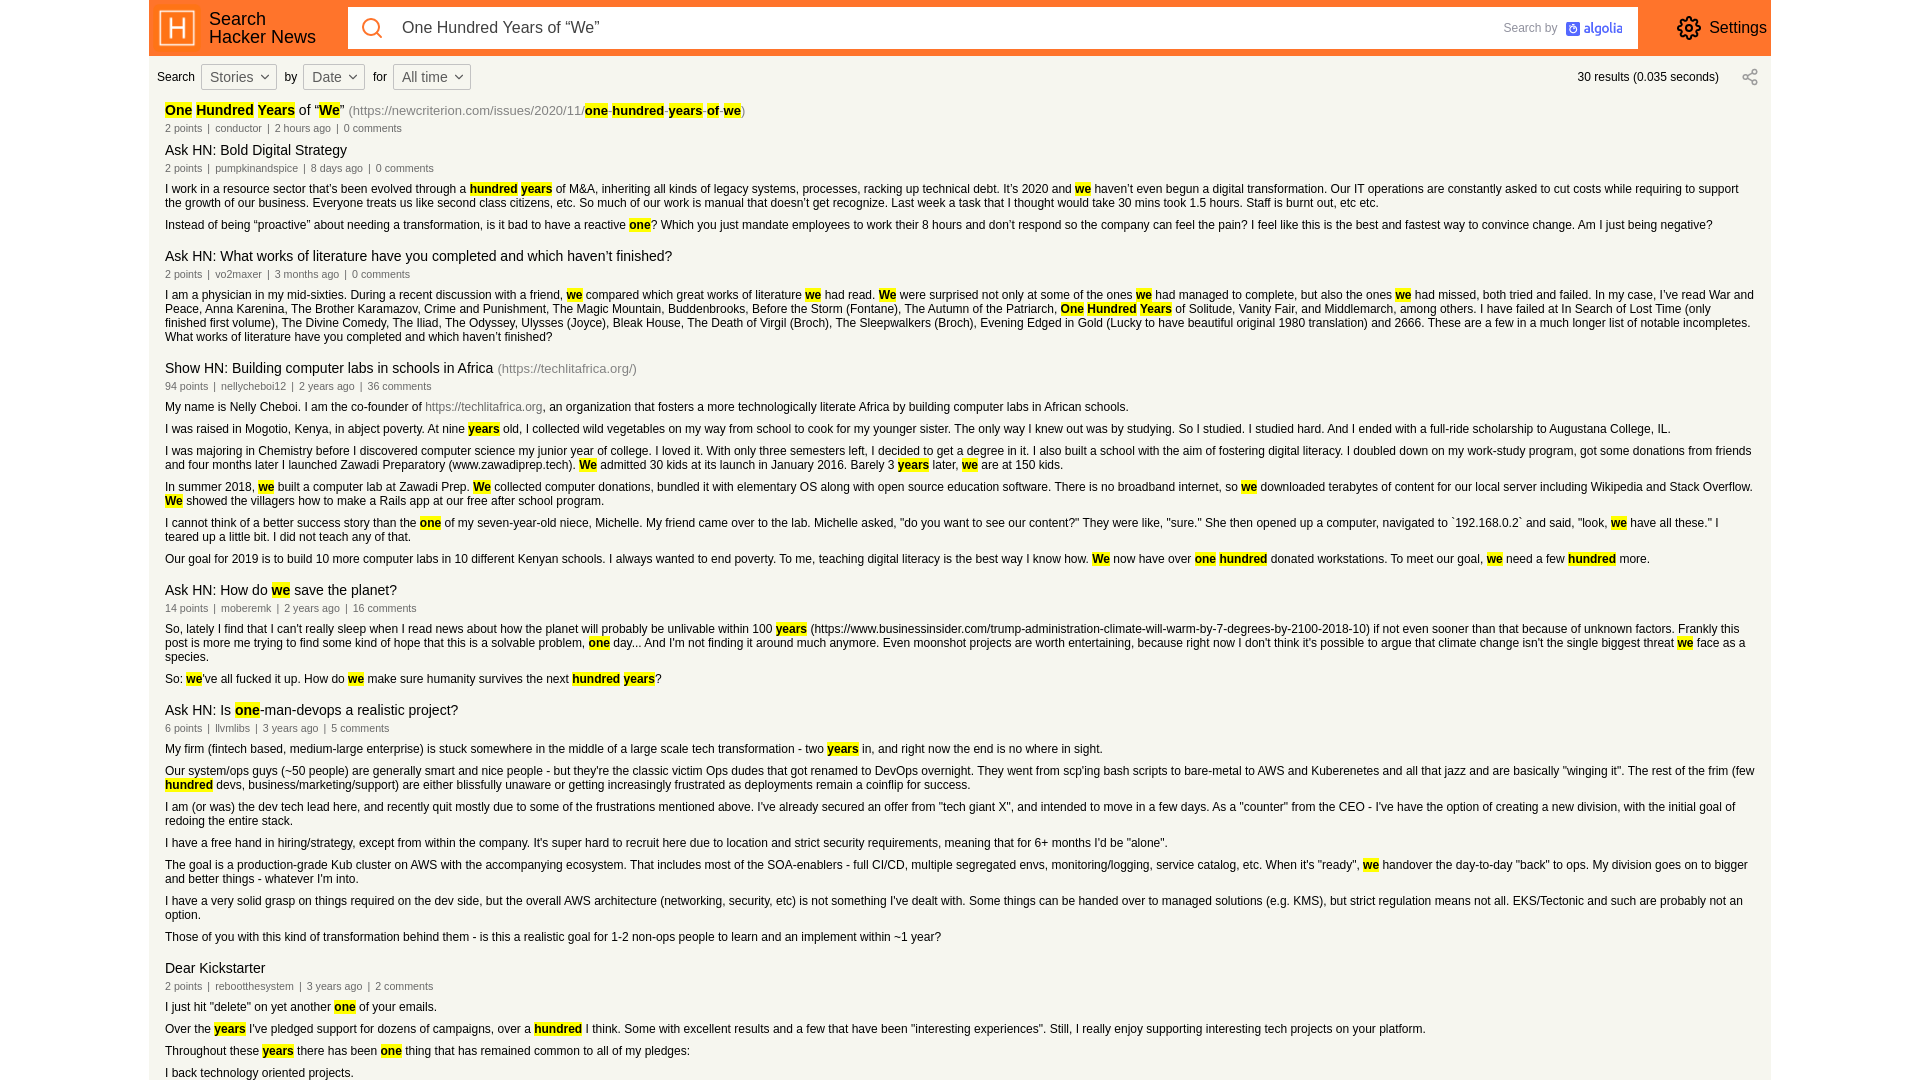 Search
Hacker News
One Hundred Years of “We”
Search by algolia
Settings
Search Stories by Date for All time
30 results (0.035 seconds)
One Hundred Years of “We” (https://newcriterion.com/issues/2020/11/one-hundred-years-of-we)
2 points | conductor | 2 hours ago | 0 comments
Ask HN: Bold Digital Strategy
2 points | pumpkinandspice | 8 days ago | 0 comments
I work in a resource sector that’s been evolved through a hundred years of M&A, inheriting all kinds of legacy systems, processes, racking up technical debt. It’s 2020 and we haven’t even begun a digital transformation. Our IT operations are constantly asked to cut costs while requiring to support
the growth of our business. Everyone treats us like second class citizens, etc. So much of our work is manual that doesn’t get recognize. Last week a task that I thought would take 30 mins took 1.5 hours. Staff is burnt out, etc etc.
Instead of being “proactive” about needing a transformation, is it bad to have a reactive one? Which you just mandate employees to work their 8 hours and don’t respond so the company can feel the pain? I feel like this is the best and fastest way to convince change. Am I just being negative?
Ask HN: What works of literature have you completed and which haven’t finished?
2 points | vo2maxer | 3 months ago | 0 comments
I am a physician in my mid-sixties. During a recent discussion with a friend, we compared which great works of literature we had read. We were surprised not only at some of the ones we had managed to complete, but also the ones we had missed, both tried and failed. In my case, I’ve read War and
Peace, Anna Karenina, The Brother Karamazov, Crime and Punishment, The Magic Mountain, Buddenbrooks, Before the Storm (Fontane), The Autumn of the Patriarch, One Hundred Years of Solitude, Vanity Fair, and Middlemarch, among others. I have failed at In Search of Lost Time (only
finished first volume), The Divine Comedy, The Iliad, The Odyssey, Ulysses (Joyce), Bleak House, The Death of Virgil (Broch), The Sleepwalkers (Broch), Evening Edged in Gold (Lucky to have beautiful original 1980 translation) and 2666. These are a few in a much longer list of notable incompletes.
What works of literature have you completed and which haven’t finished?
Show HN: Building computer labs in schools in Africa (https://techlitafrica.org/)
94 points | nellycheboi12 | 2 years ago | 36 comments
My name is Nelly Cheboi. I am the co-founder of https://techlitafrica.org, an organization that fosters a more technologically literate Africa by building computer labs in African schools.
I was raised in Mogotio, Kenya, in abject poverty. At nine years old, I collected wild vegetables on my way from school to cook for my younger sister. The only way I knew out was by studying. So I studied. I studied hard. And I ended with a full-ride scholarship to Augustana College, IL.
I was majoring in Chemistry before I discovered computer science my junior year of college. I loved it. With only three semesters left, I decided to get a degree in it. I also built a school with the aim of fostering digital literacy. I doubled down on my work-study program, got some donations from friends
and four months later I launched Zawadi Preparatory (www.zawadiprep.tech). We admitted 30 kids at its launch in January 2016. Barely 3 years later, we are at 150 kids.
In summer 2018, we built a computer lab at Zawadi Prep. We collected computer donations, bundled it with elementary OS along with open source education software. There is no broadband internet, so we downloaded terabytes of content for our local server including Wikipedia and Stack Overflow.
We showed the villagers how to make a Rails app at our free after school program.
I cannot think of a better success story than the one of my seven-year-old niece, Michelle. My friend came over to the lab. Michelle asked, "do you want to see our content?" They were like, "sure." She then opened up a computer, navigated to `192.168.0.2` and said, "look, we have all these." I
teared up a little bit. I did not teach any of that.
Our goal for 2019 is to build 10 more computer labs in 10 different Kenyan schools. I always wanted to end poverty. To me, teaching digital literacy is the best way I know how. We now have over one hundred donated workstations. To meet our goal, we need a few hundred more.
Ask HN: How do we save the planet?
14 points | moberemk | 2 years ago | 16 comments
So, lately I find that I can't really sleep when I read news about how the planet will probably be unlivable within 100 years (https://www.businessinsider.com/trump-administration-climate-will-warm-by-7-degrees-by-2100-2018-10) if not even sooner than that because of unknown factors. Frankly this
post is more me trying to find some kind of hope that this is a solvable problem, one day... And I'm not finding it around much anymore. Even moonshot projects are worth entertaining, because right now I don't think it's possible to argue that climate change isn't the single biggest threat we face as a
species.
So: we've all fucked it up. How do we make sure humanity survives the next hundred years?
Ask HN: Is one-man-devops a realistic project?
6 points | llvmlibs | 3 years ago | 5 comments
My firm (fintech based, medium-large enterprise) is stuck somewhere in the middle of a large scale tech transformation - two years in, and right now the end is no where in sight.
Our system/ops guys (~50 people) are generally smart and nice people - but they're the classic victim Ops dudes that got renamed to DevOps overnight. They went from scp'ing bash scripts to bare-metal to AWS and Kuberenetes and all that jazz and are basically "winging it". The rest of the frim (few
hundred devs, business/marketing/support) are either blissfully unaware or getting increasingly frustrated as deployments remain a coinflip for success.
I am (or was) the dev tech lead here, and recently quit mostly due to some of the frustrations mentioned above. I've already secured an offer from "tech giant X", and intended to move in a few days. As a "counter" from the CEO - I've have the option of creating a new division, with the initial goal of
redoing the entire stack.
I have a free hand in hiring/strategy, except from within the company. It's super hard to recruit here due to location and strict security requirements, meaning that for 6+ months I'd be "alone".
The goal is a production-grade Kub cluster on AWS with the accompanying ecosystem. That includes most of the SOA-enablers - full CI/CD, multiple segregated envs, monitoring/logging, service catalog, etc. When it's "ready", we handover the day-to-day "back" to ops. My division goes on to bigger
and better things - whatever I'm into.
I have a very solid grasp on things required on the dev side, but the overall AWS architecture (networking, security, etc) is not something I've dealt with. Some things can be handed over to managed solutions (e.g. KMS), but strict regulation means not all. EKS/Tectonic and such are probably not an
option.
Those of you with this kind of transformation behind them - is this a realistic goal for 1-2 non-ops people to learn and an implement within ~1 year?
Dear Kickstarter
2 points | rebootthesystem | 3 years ago | 2 comments
I just hit "delete" on yet another one of your emails.
Over the years I've pledged support for dozens of campaigns, over a hundred I think. Some with excellent results and a few that have been "interesting experiences". Still, I really enjoy supporting interesting tech projects on your platform.
Throughout these years there has been one thing that has remained common to all of my pledges:
I back technology oriented projects.